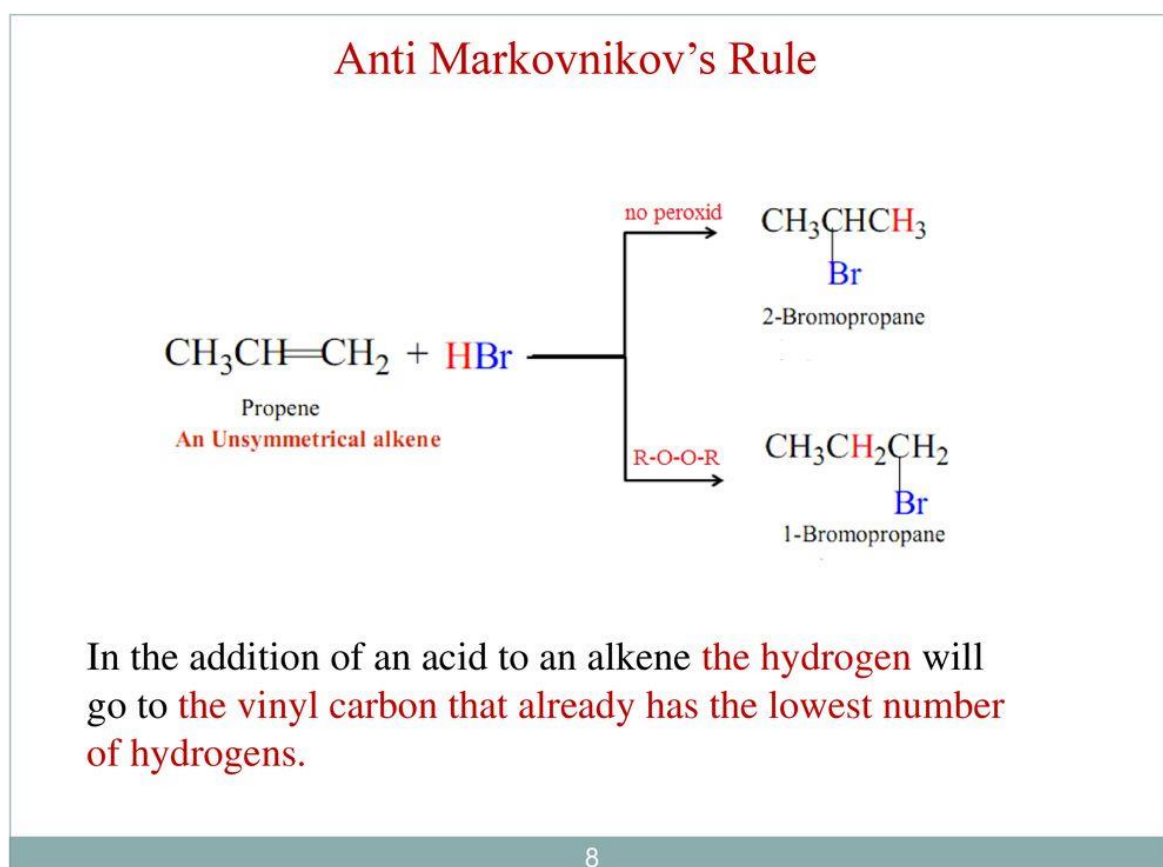 Anti Markovnikov’s Rule
no peroxid
CH₃CHCH₃
Br
2-Bromopropane
CH₃CH=CH₂ + HBr
Propene
An Unsymmetrical alkene
R-O-O-R
CH₃CH₂CH₂
Br
1-Bromopropane
In the addition of an acid to an alkene the hydrogen will
go to the vinyl carbon that already has the lowest number
of hydrogens.
8